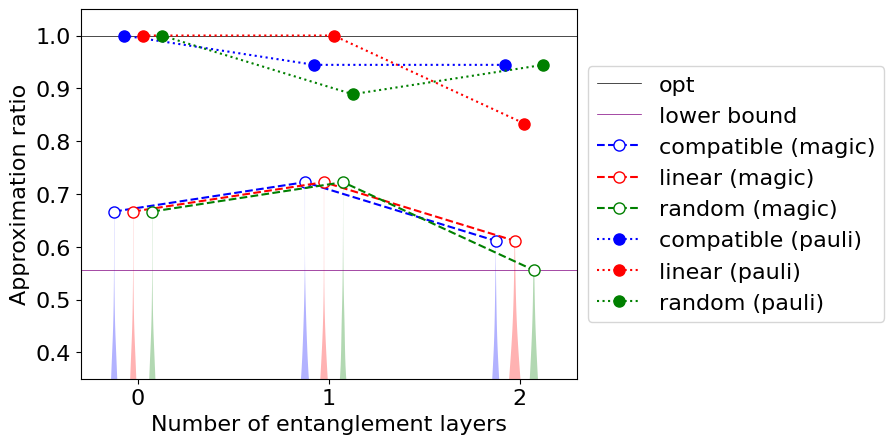 1.0
0.9
0.8
0.7
0.6
0.5
0.4
Approximation ratio
0 1 2
Number of entanglement layers
opt
lower bound
compatible (magic)
linear (magic)
random (magic)
compatible (pauli)
linear (pauli)
random (pauli)